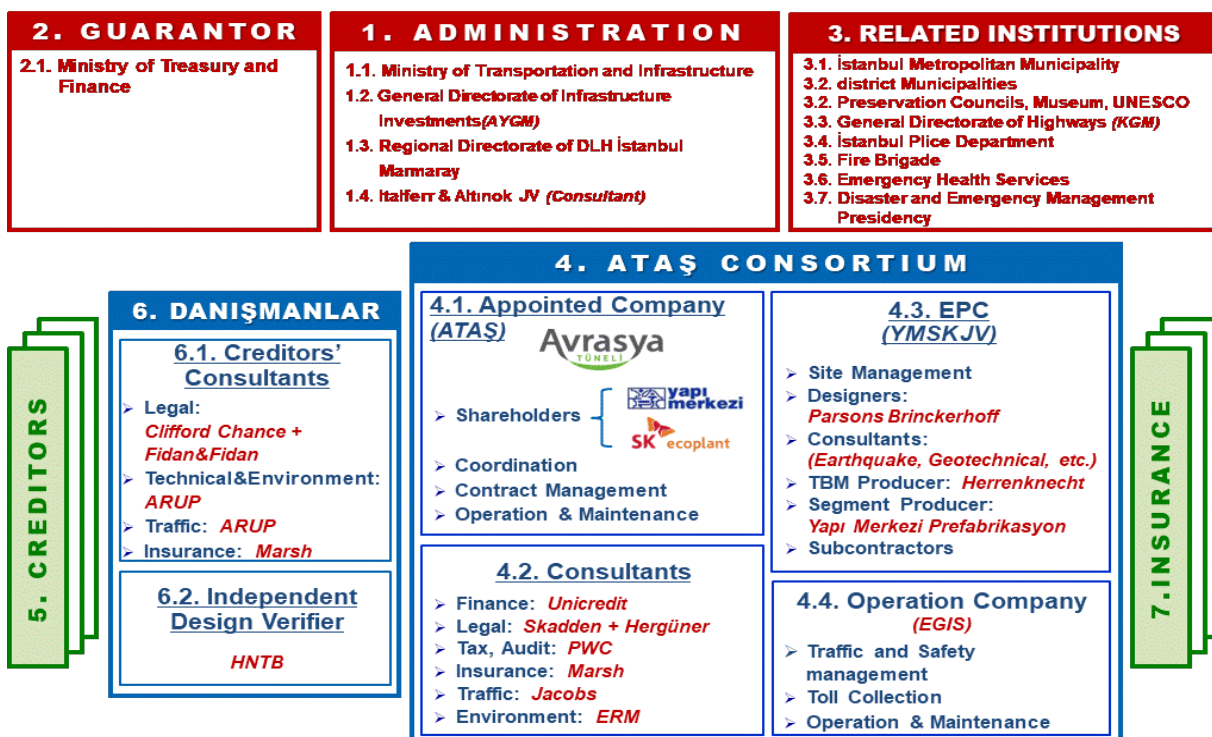 2. GUARANTOR
2.1. Ministry of Treasury and
Finance
1. ADMINISTRATION
1.1. Ministry of Transportation and Infrastructure
1.2. General Directorate of Infrastructure
Investments(AYGM)
1.3. Regional Directorate of DLH İstanbul
Marmaray
1.4. Italferr & Altınok JV (Consultant)
3. RELATED INSTITUTIONS
3.1. İstanbul Metropolitan Municipality
3.2. district Municipalities
3.2. Preservation Councils, Museum, UNESCO
3.3. General Directorate of Highways (KGM)
3.4. İstanbul Plice Department
3.5. Fire Brigade
3.6. Emergency Health Services
3.7. Disaster and Emergency Management
Presidency
5. CREDITORS
6. DANIŞMANLAR
6.1. Creditors'
Consultants
➢ Legal:
Clifford Chance +
Fidan&Fidan
➢ Technical&Environment:
ARUP
➢ Traffic: ARUP
➢ Insurance: Marsh
6.2. Independent
Design Verifier
HNTB
4. ATAŞ CONSORTIUM
4.1. Appointed Company
(ATAŞ)
Avrasya
TÜNELİ
➢ Shareholders
yapı
merkezi
SK ecoplant
➢ Coordination
➢ Contract Management
➢ Operation & Maintenance
4.2. Consultants
➢ Finance: Unicredit
➢ Legal: Skadden + Hergüner
➢ Tax, Audit: PWC
➢ Insurance: Marsh
➢ Traffic: Jacobs
➢ Environment: ERM
4.3. EPC
(YMSKJV)
➢ Site Management
➢ Designers:
Parsons Brinckerhoff
➢ Consultants:
(Earthquake, Geotechnical, etc.)
➢ TBM Producer: Herrenknecht
➢ Segment Producer:
Yapı Merkezi Prefabrikasyon
➢ Subcontractors
4.4. Operation Company
(EGIS)
➢ Traffic and Safety
management
➢ Toll Collection
➢ Operation & Maintenance
7.INSURANCE